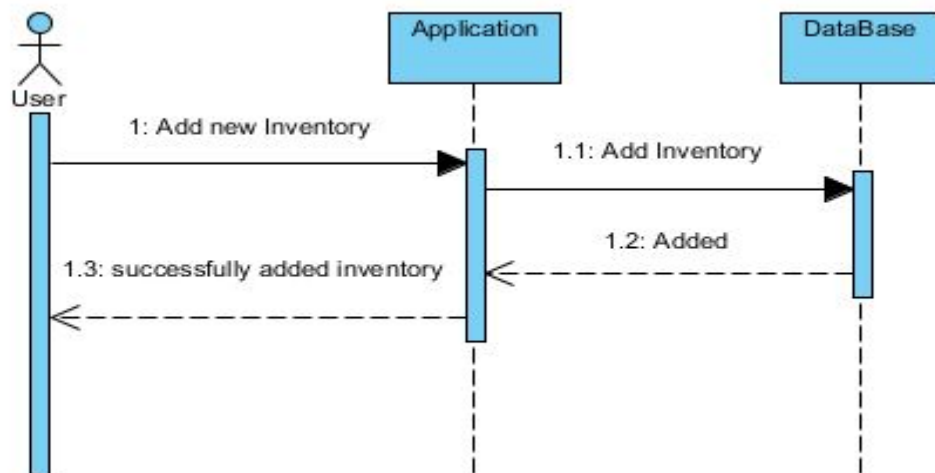 Application
DataBase
User
1: Add new Inventory
1.1: Add Inventory
1.2: Added
1.3: successfully added inventory